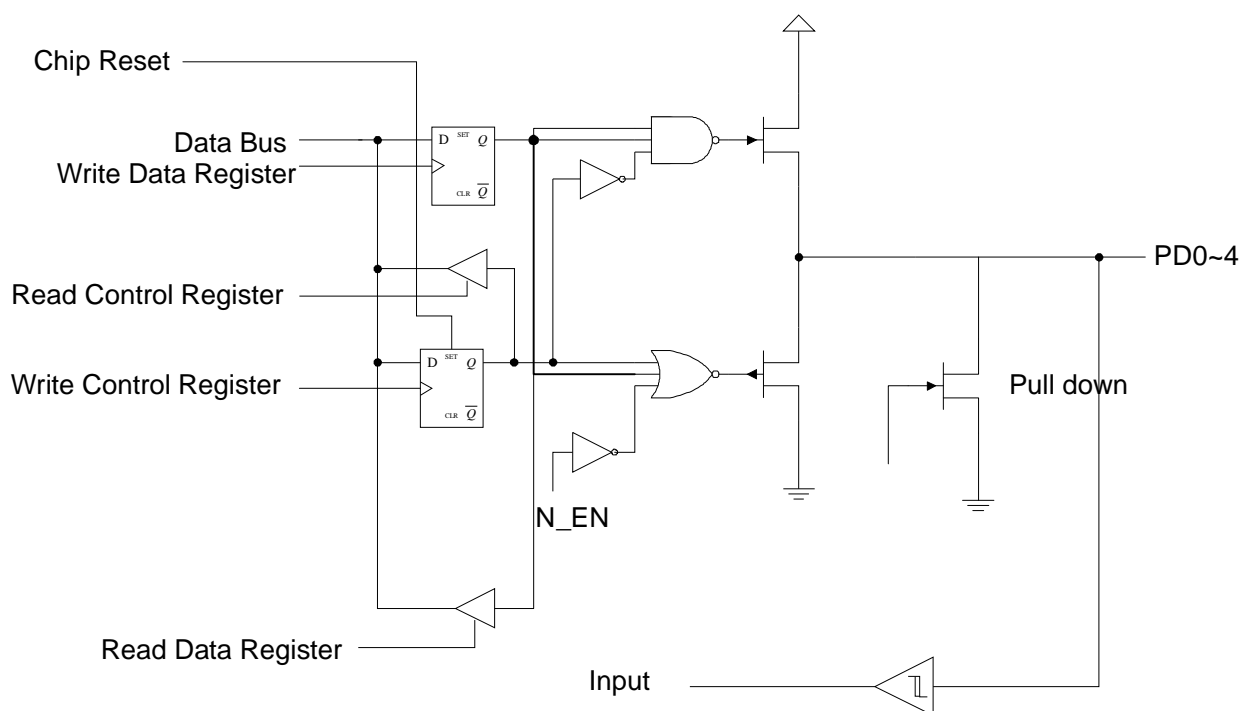 Chip Reset
Data Bus
D SET Q
Write Data Register
CLR Q
Read Control Register
D SET Q
Write Control Register
CLR Q
N_EN
Read Data Register
PD0~4
Pull down
Input